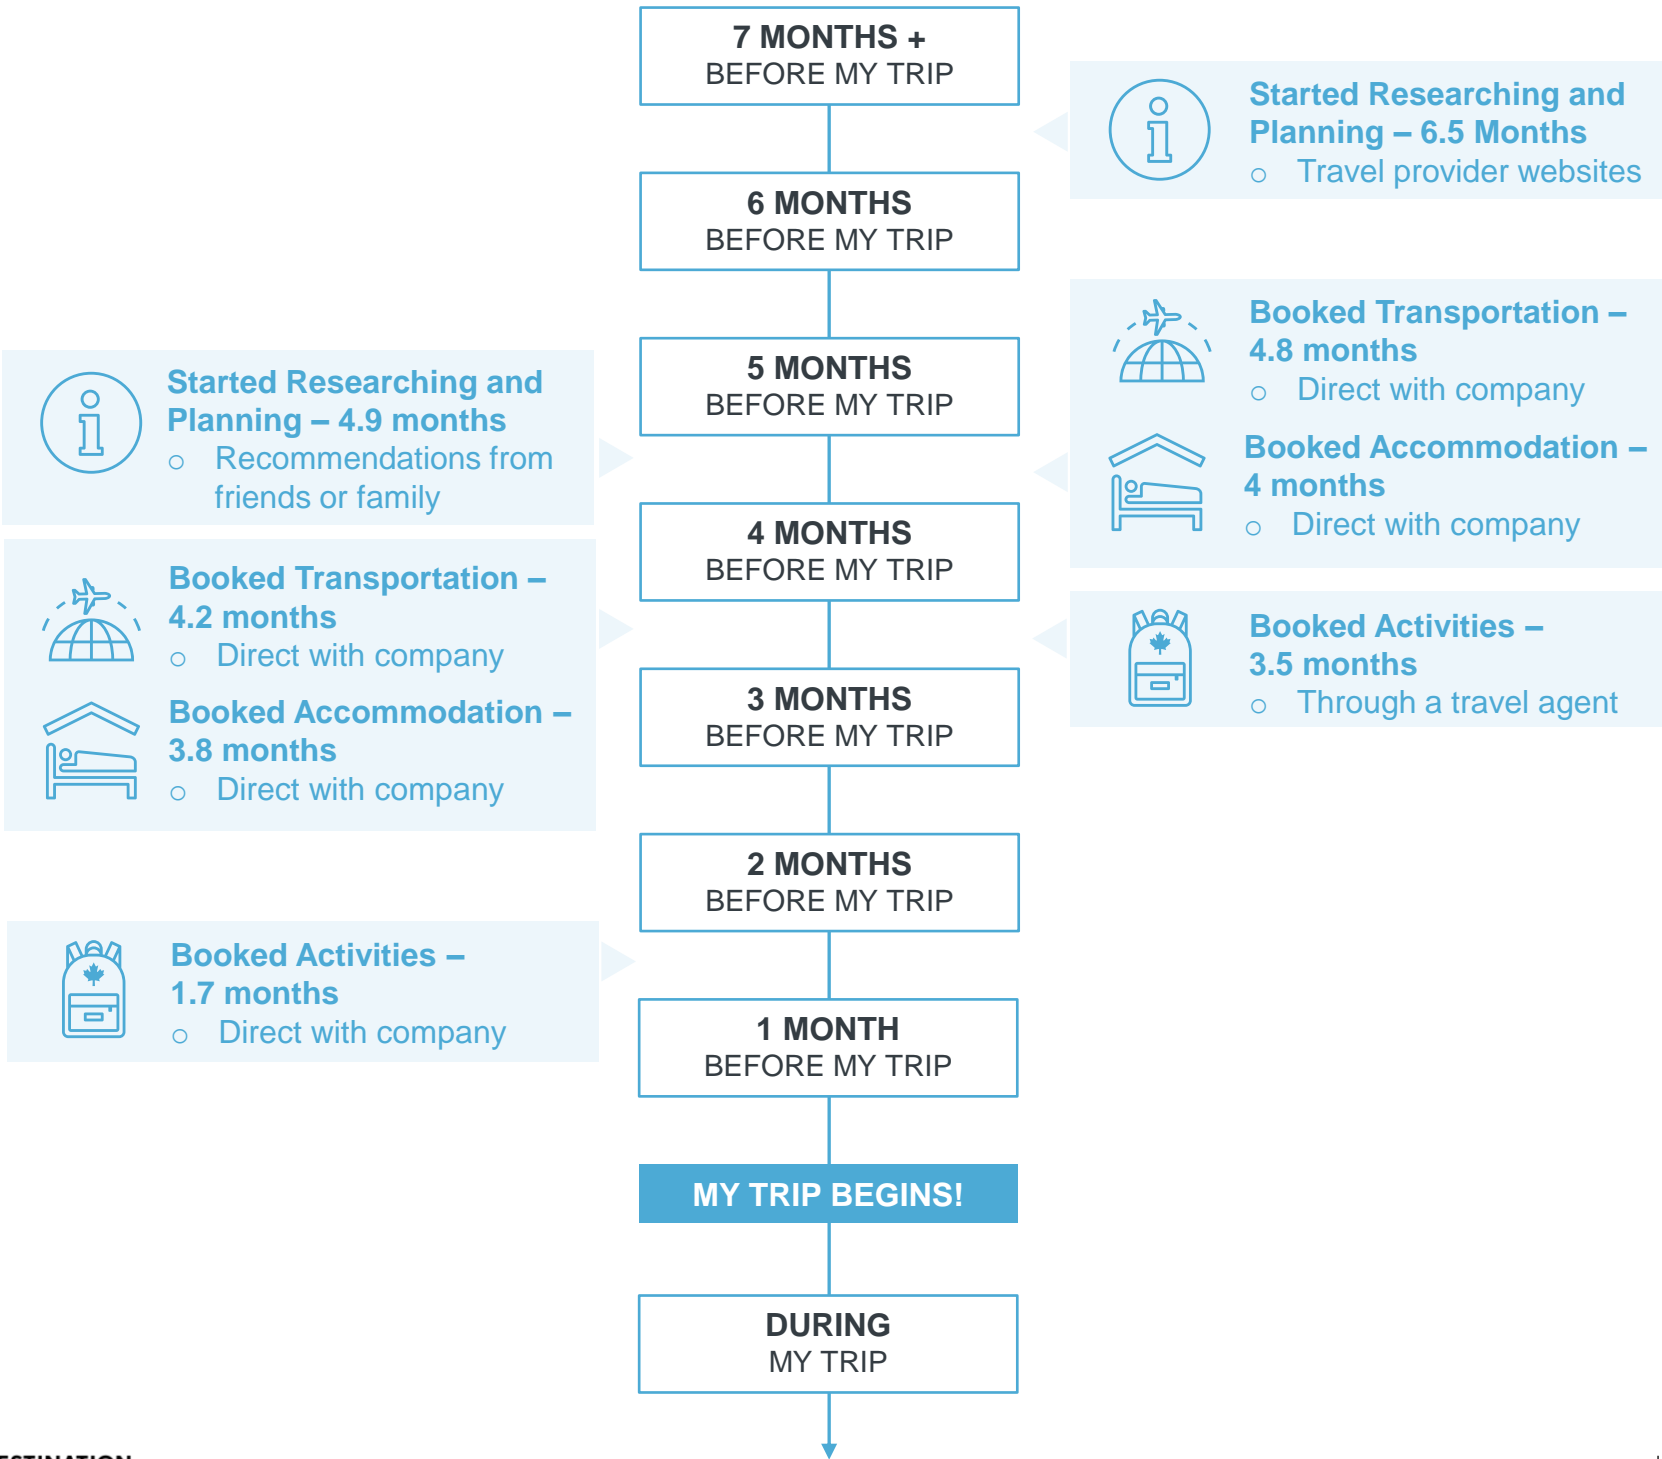 7 MONTHS +
BEFORE MY TRIP
Started Researching and
Planning – 6.5 Months
o Travel provider websites
6 MONTHS
BEFORE MY TRIP
Booked Transportation –
4.8 months
o Direct with company
Booked Accommodation –
4 months
o Direct with company
5 MONTHS
BEFORE MY TRIP
Started Researching and
Planning – 4.9 months
o Recommendations from
friends or family
4 MONTHS
BEFORE MY TRIP
Booked Transportation –
4.2 months
o Direct with company
Booked Accommodation –
3.8 months
o Direct with company
Booked Activities –
3.5 months
o Through a travel agent
3 MONTHS
BEFORE MY TRIP
2 MONTHS
BEFORE MY TRIP
Booked Activities –
1.7 months
o Direct with company
1 MONTH
BEFORE MY TRIP
MY TRIP BEGINS!
DURING
MY TRIP